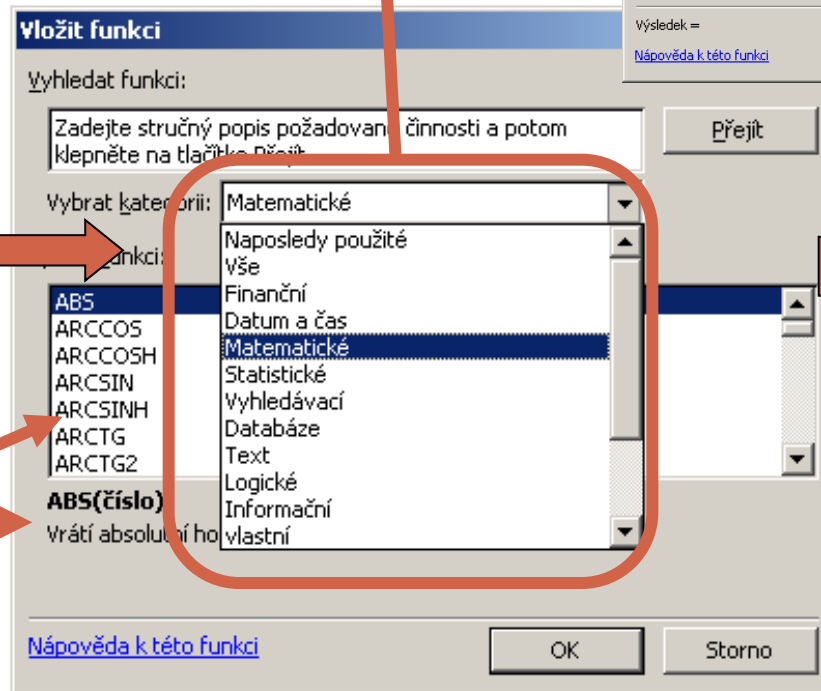 Výsledek =
Nápověda k této funkci
Vložit funkci
Vyhledat funkci:
Zadejte stručný popis požadované činnosti a potom
klepněte na tlačítko Přejít
Přejít
Vybrat kategorii: Matematické
Naposledy použité
Vše
Finanční
Datum a čas
Matematické
Statistické
Vyhledávací
Databáze
Text
Logické
Informační
vlastní
funkci:
ABS
ARCCOS
ARCCOSH
ARCSIN
ARCSINH
ARCTG
ARCTG2
ABS(číslo)
Vrátí absolutní ho
Nápověda k této funkci
OK
Storno